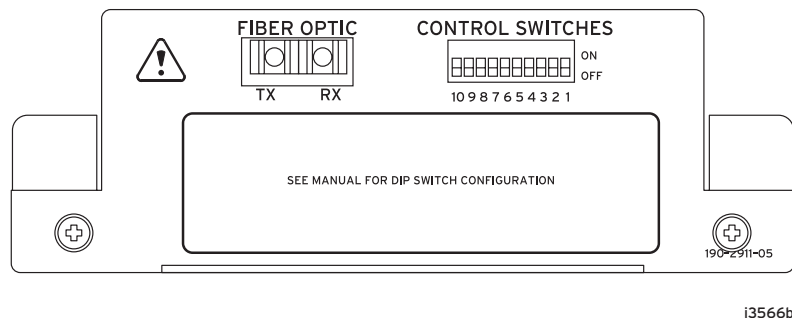 FIBER OPTIC
CONTROL SWITCHES
ON
OFF
TX RX
10 9 8 7 6 5 4 3 2 1
SEE MANUAL FOR DIP SWITCH CONFIGURATION
190-2911-05
i3566b